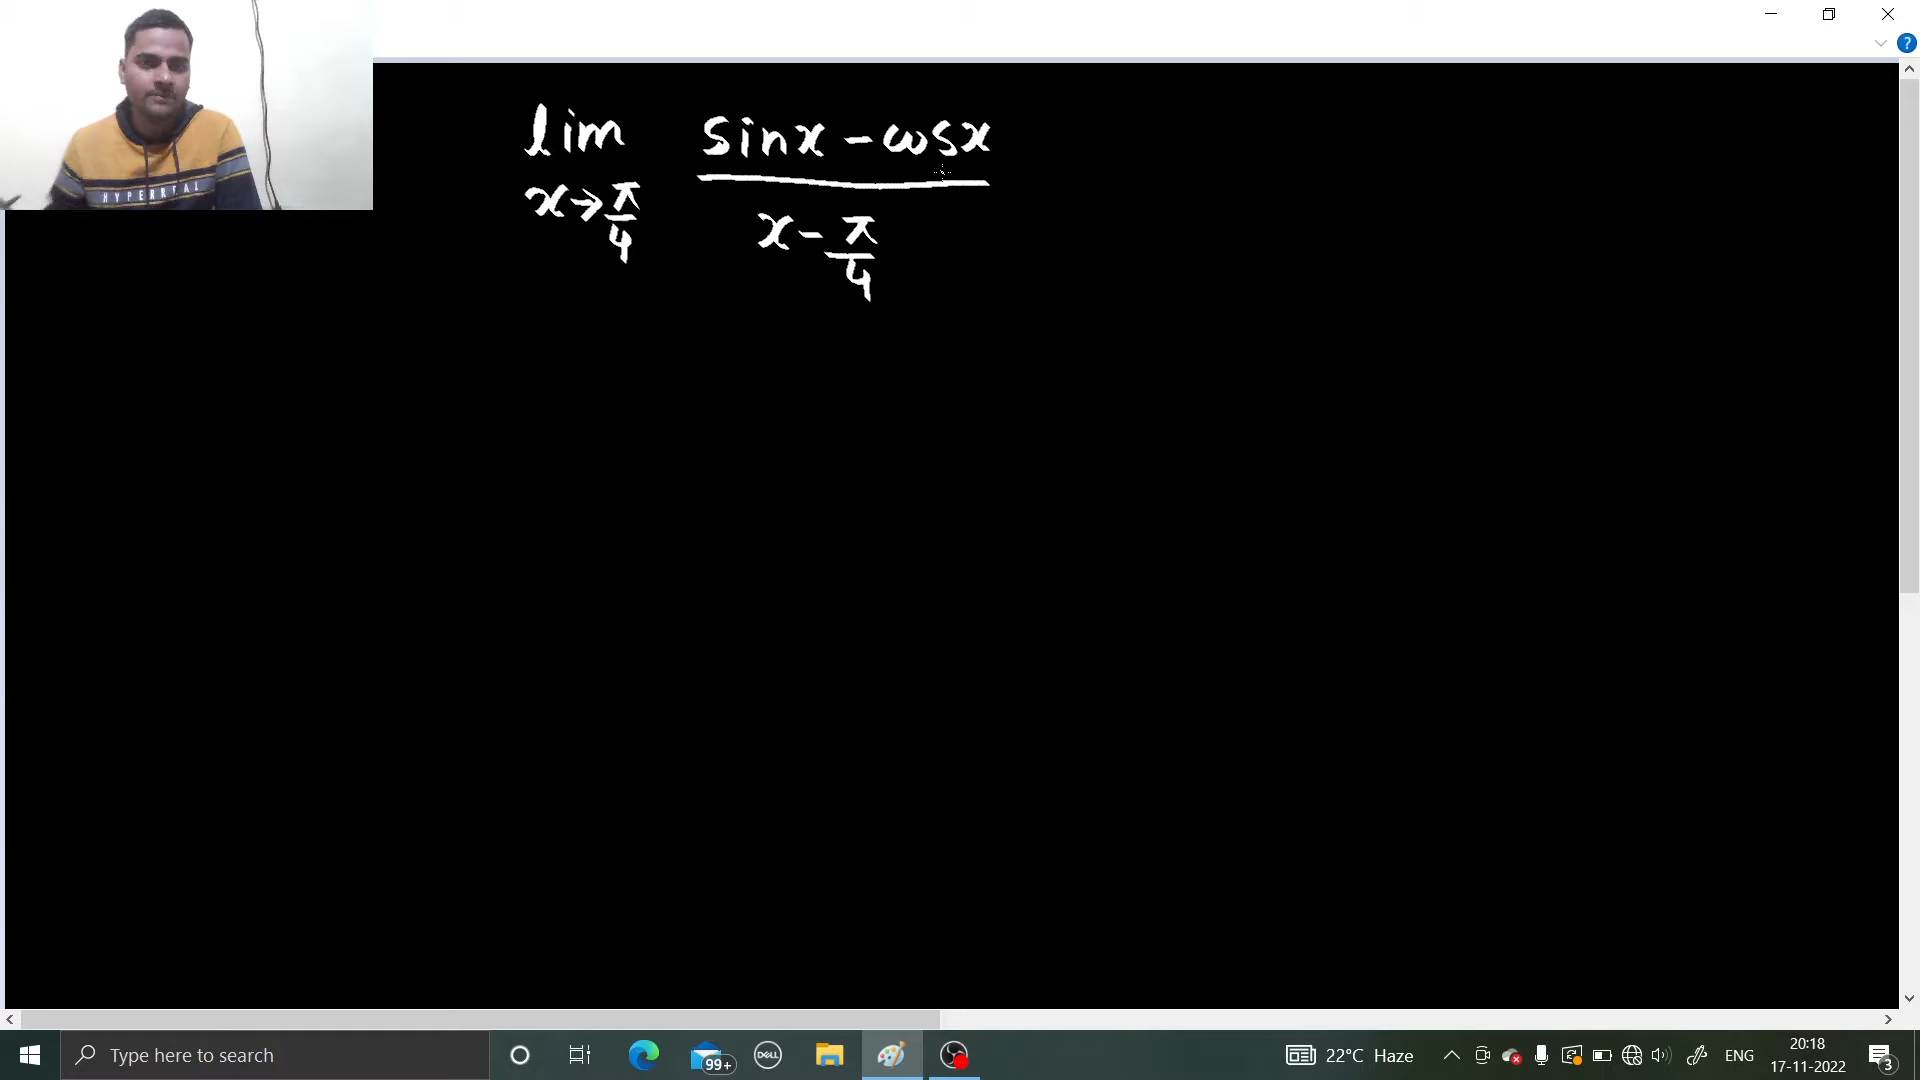 lim sinx - cosx
x→π/4 x - π/4
HYPERREAL
Type here to search
99+
DELL
22°C Haze
ENG
20:18
17-11-2022
3